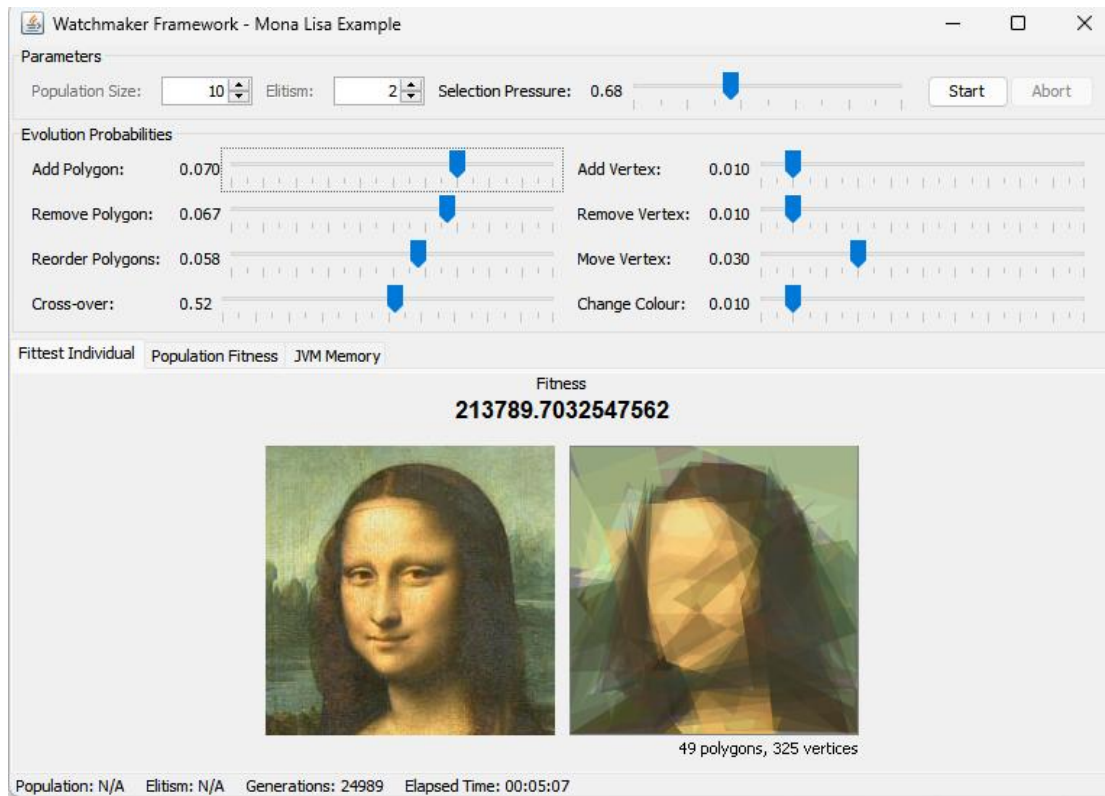 Watchmaker Framework - Mona Lisa Example
Parameters
Population Size: 10 Elitism: 2 Selection Pressure: 0.68 Start Abort
Evolution Probabilities
Add Polygon: 0.070 Add Vertex: 0.010
Remove Polygon: 0.067 Remove Vertex: 0.010
Reorder Polygons: 0.058 Move Vertex: 0.030
Cross-over: 0.52 Change Colour: 0.010
Fittest Individual Population Fitness JVM Memory
Fitness
213789.7032547562
49 polygons, 325 vertices
Population: N/A Elitism: N/A Generations: 24989 Elapsed Time: 00:05:07